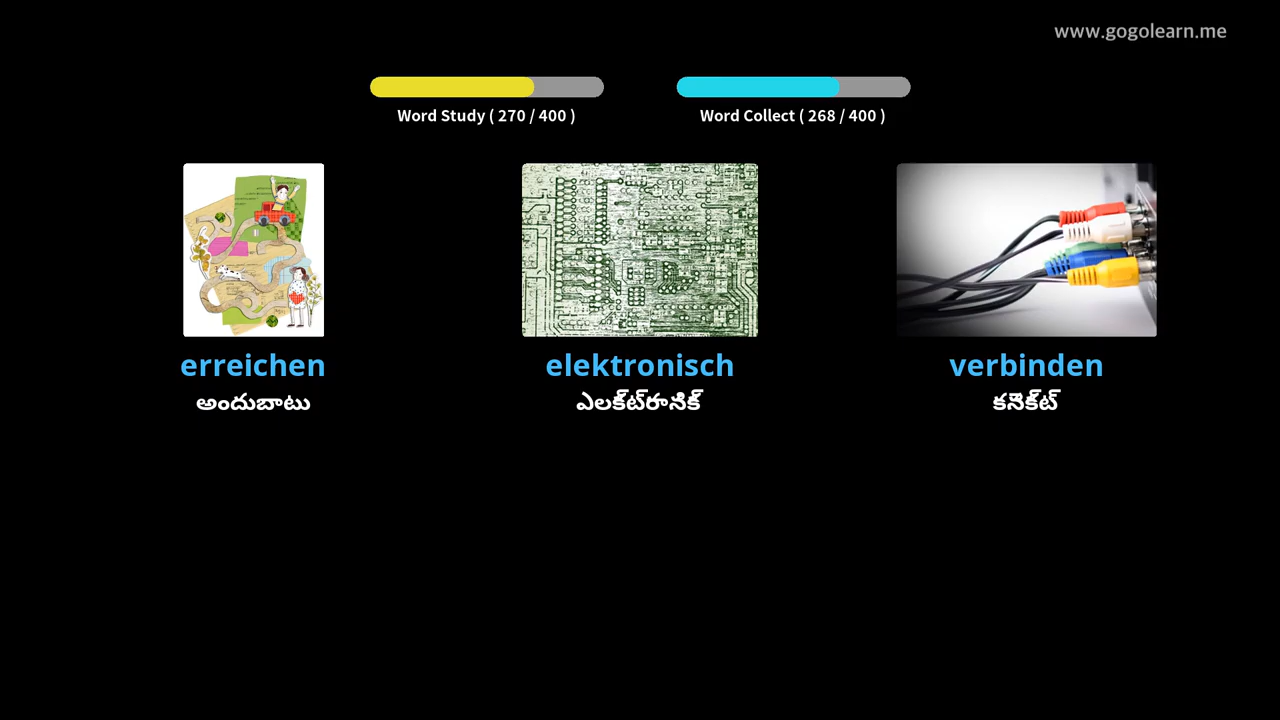 www.gogolearn.me
Word Study ( 270 / 400 )
Word Collect ( 268 / 400 )
erreichen
అందుబాటు
elektronisch
ఎలక్ట్రానిక్
verbinden
కనెక్ట్